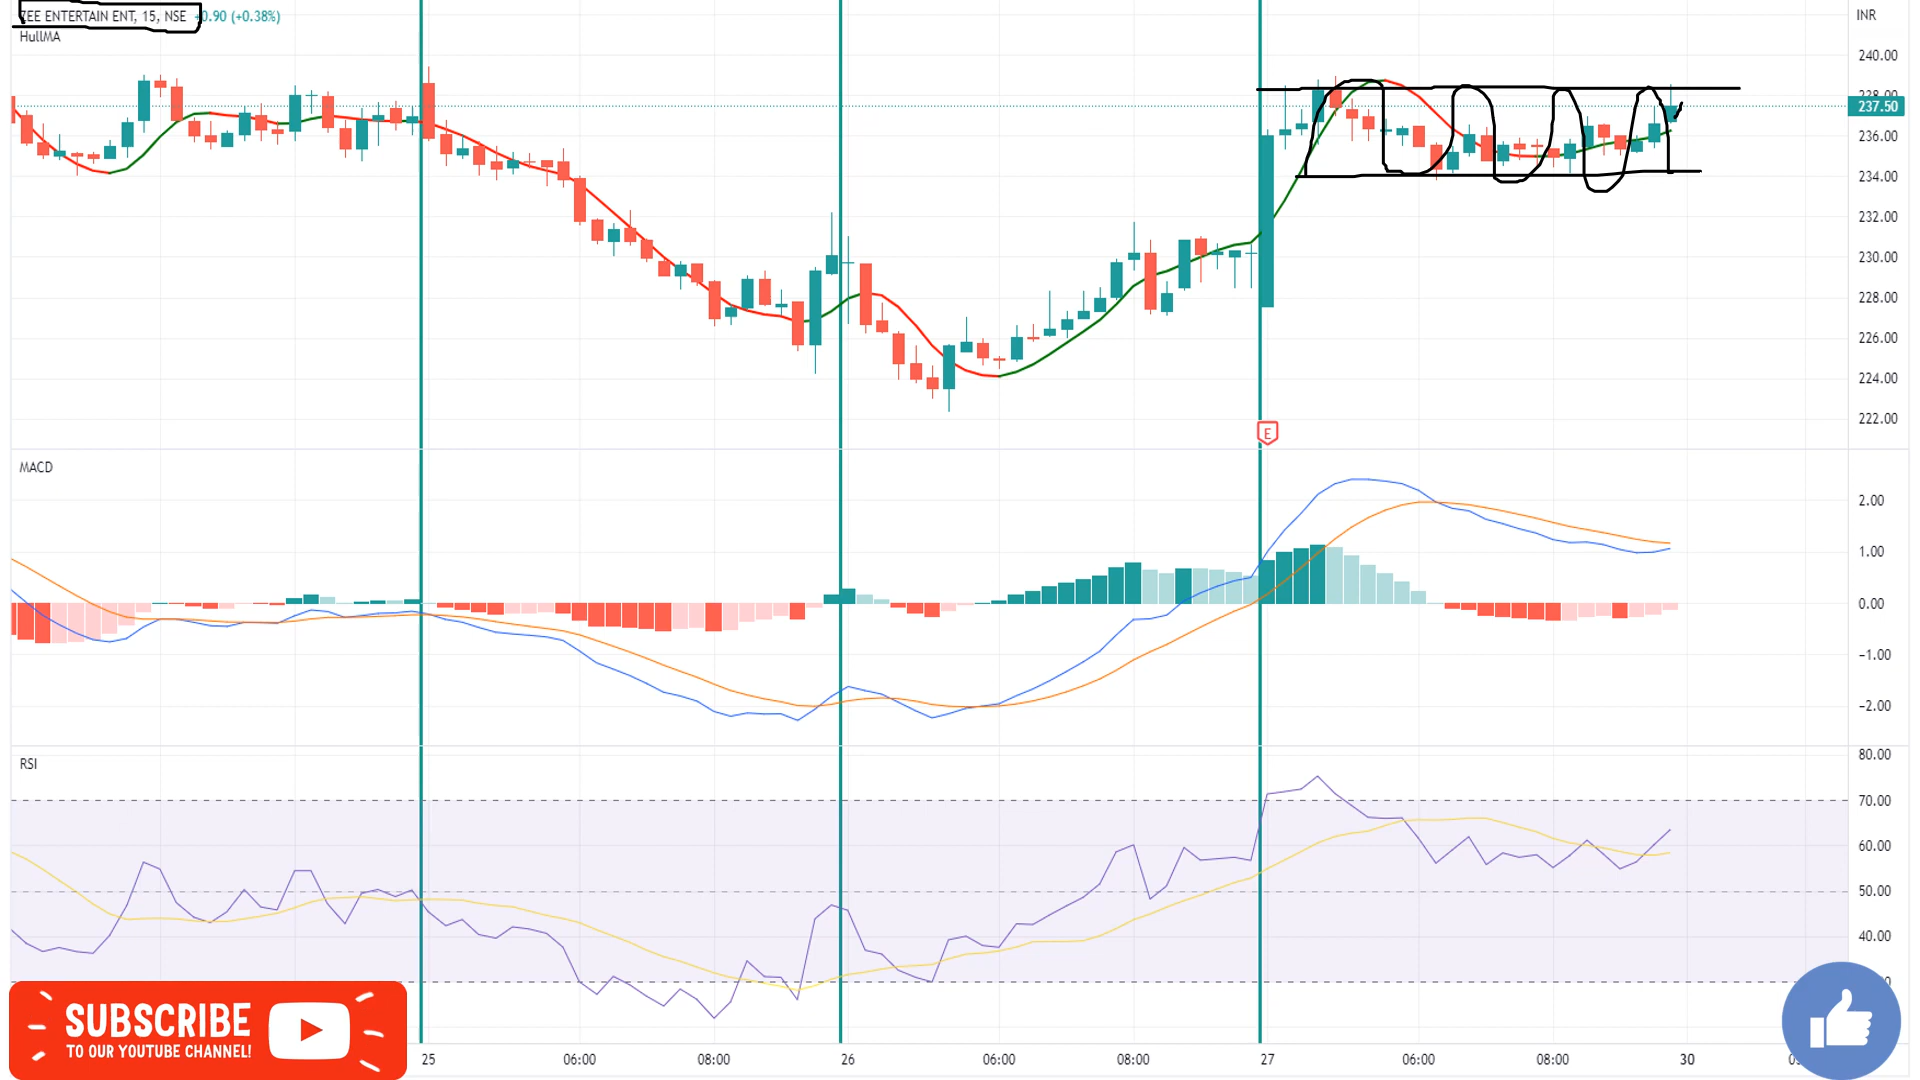 ZEE ENTERTAIN ENT, 15, NSE +0.90 (+0.38%)
HullMA
INR
240.00
238.00
237.50
236.00
234.00
232.00
230.00
228.00
226.00
224.00
222.00
E
MACD
2.00
1.00
0.00
−1.00
−2.00
RSI
80.00
70.00
60.00
50.00
40.00
SUBSCRIBE
TO OUR YOUTUBE CHANNEL!
25 06:00 08:00 26 06:00 08:00 27 06:00 08:00 30